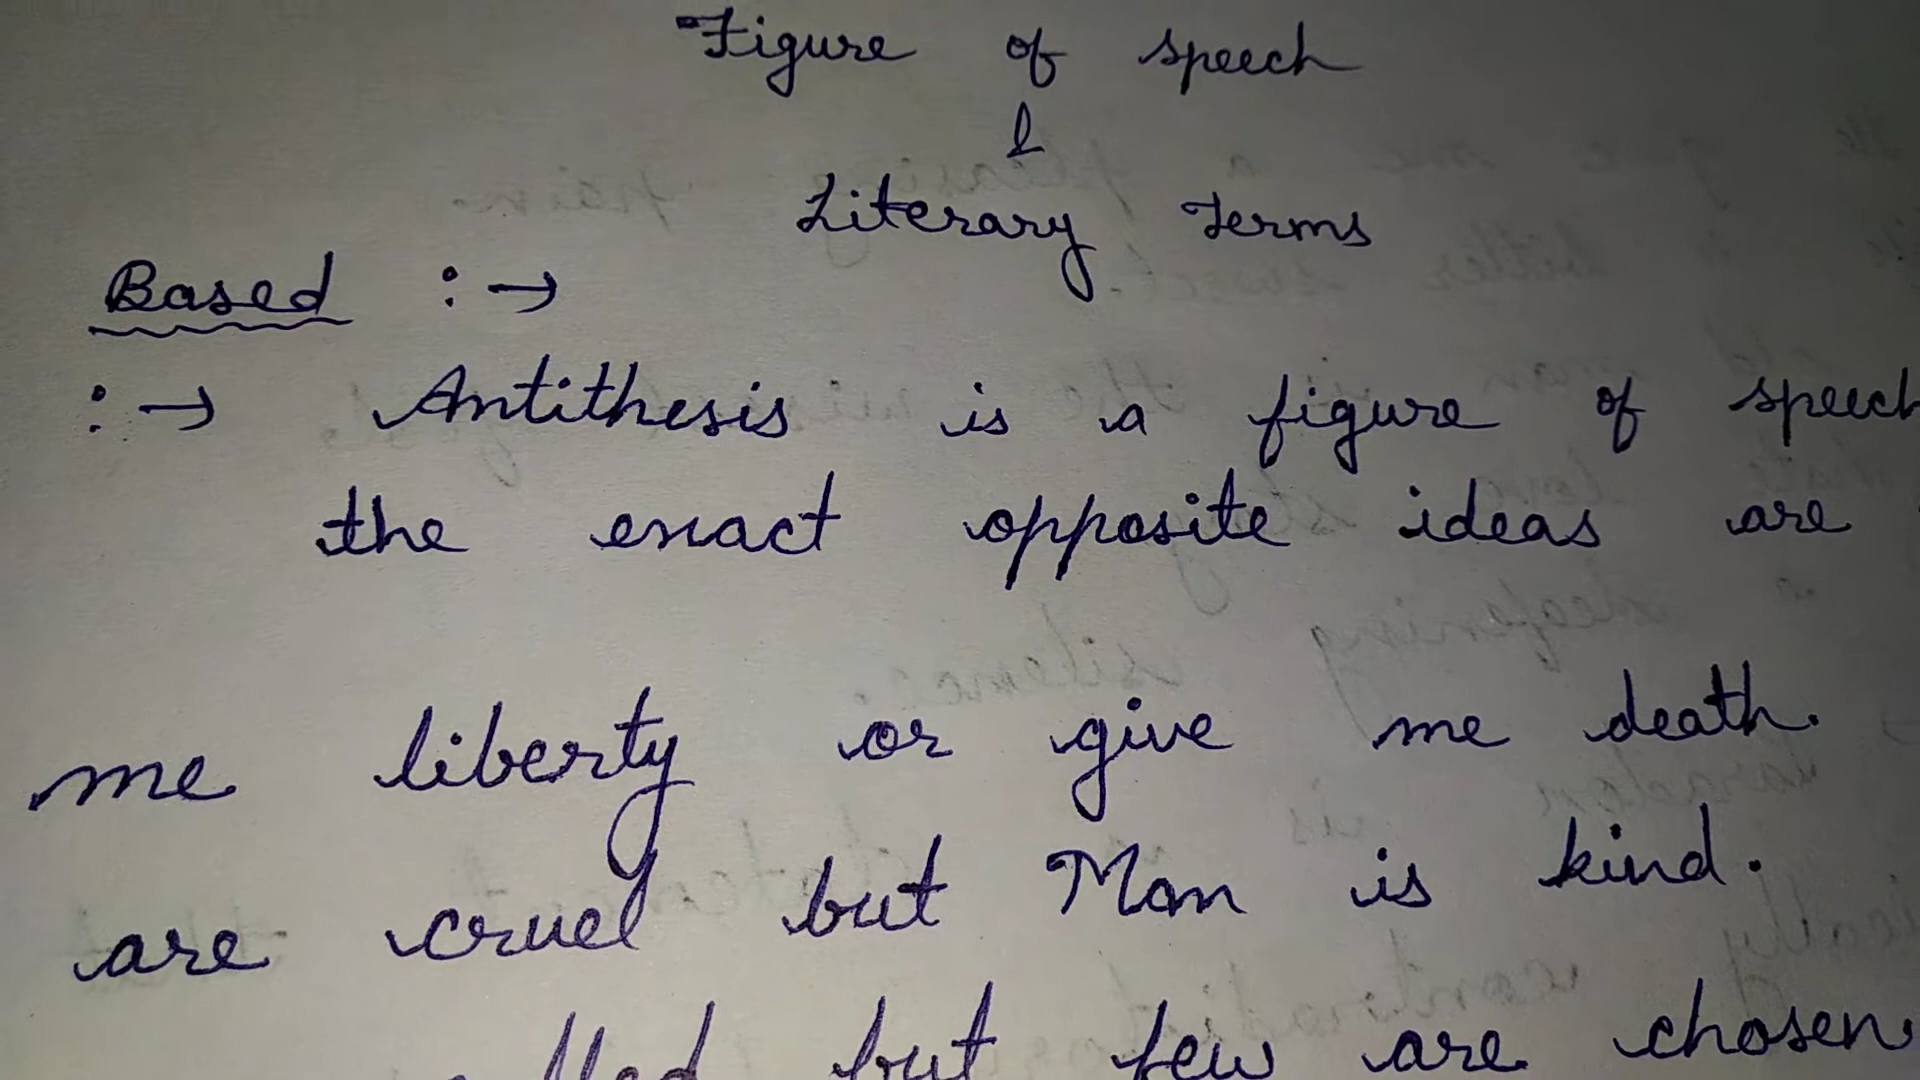 Figure of speech
&
Literary Terms
Based :→
:→ Antithesis is a figure of speech
the exact opposite ideas are
me liberty or give me death.
are cruel but Man is kind.
but few are chosen